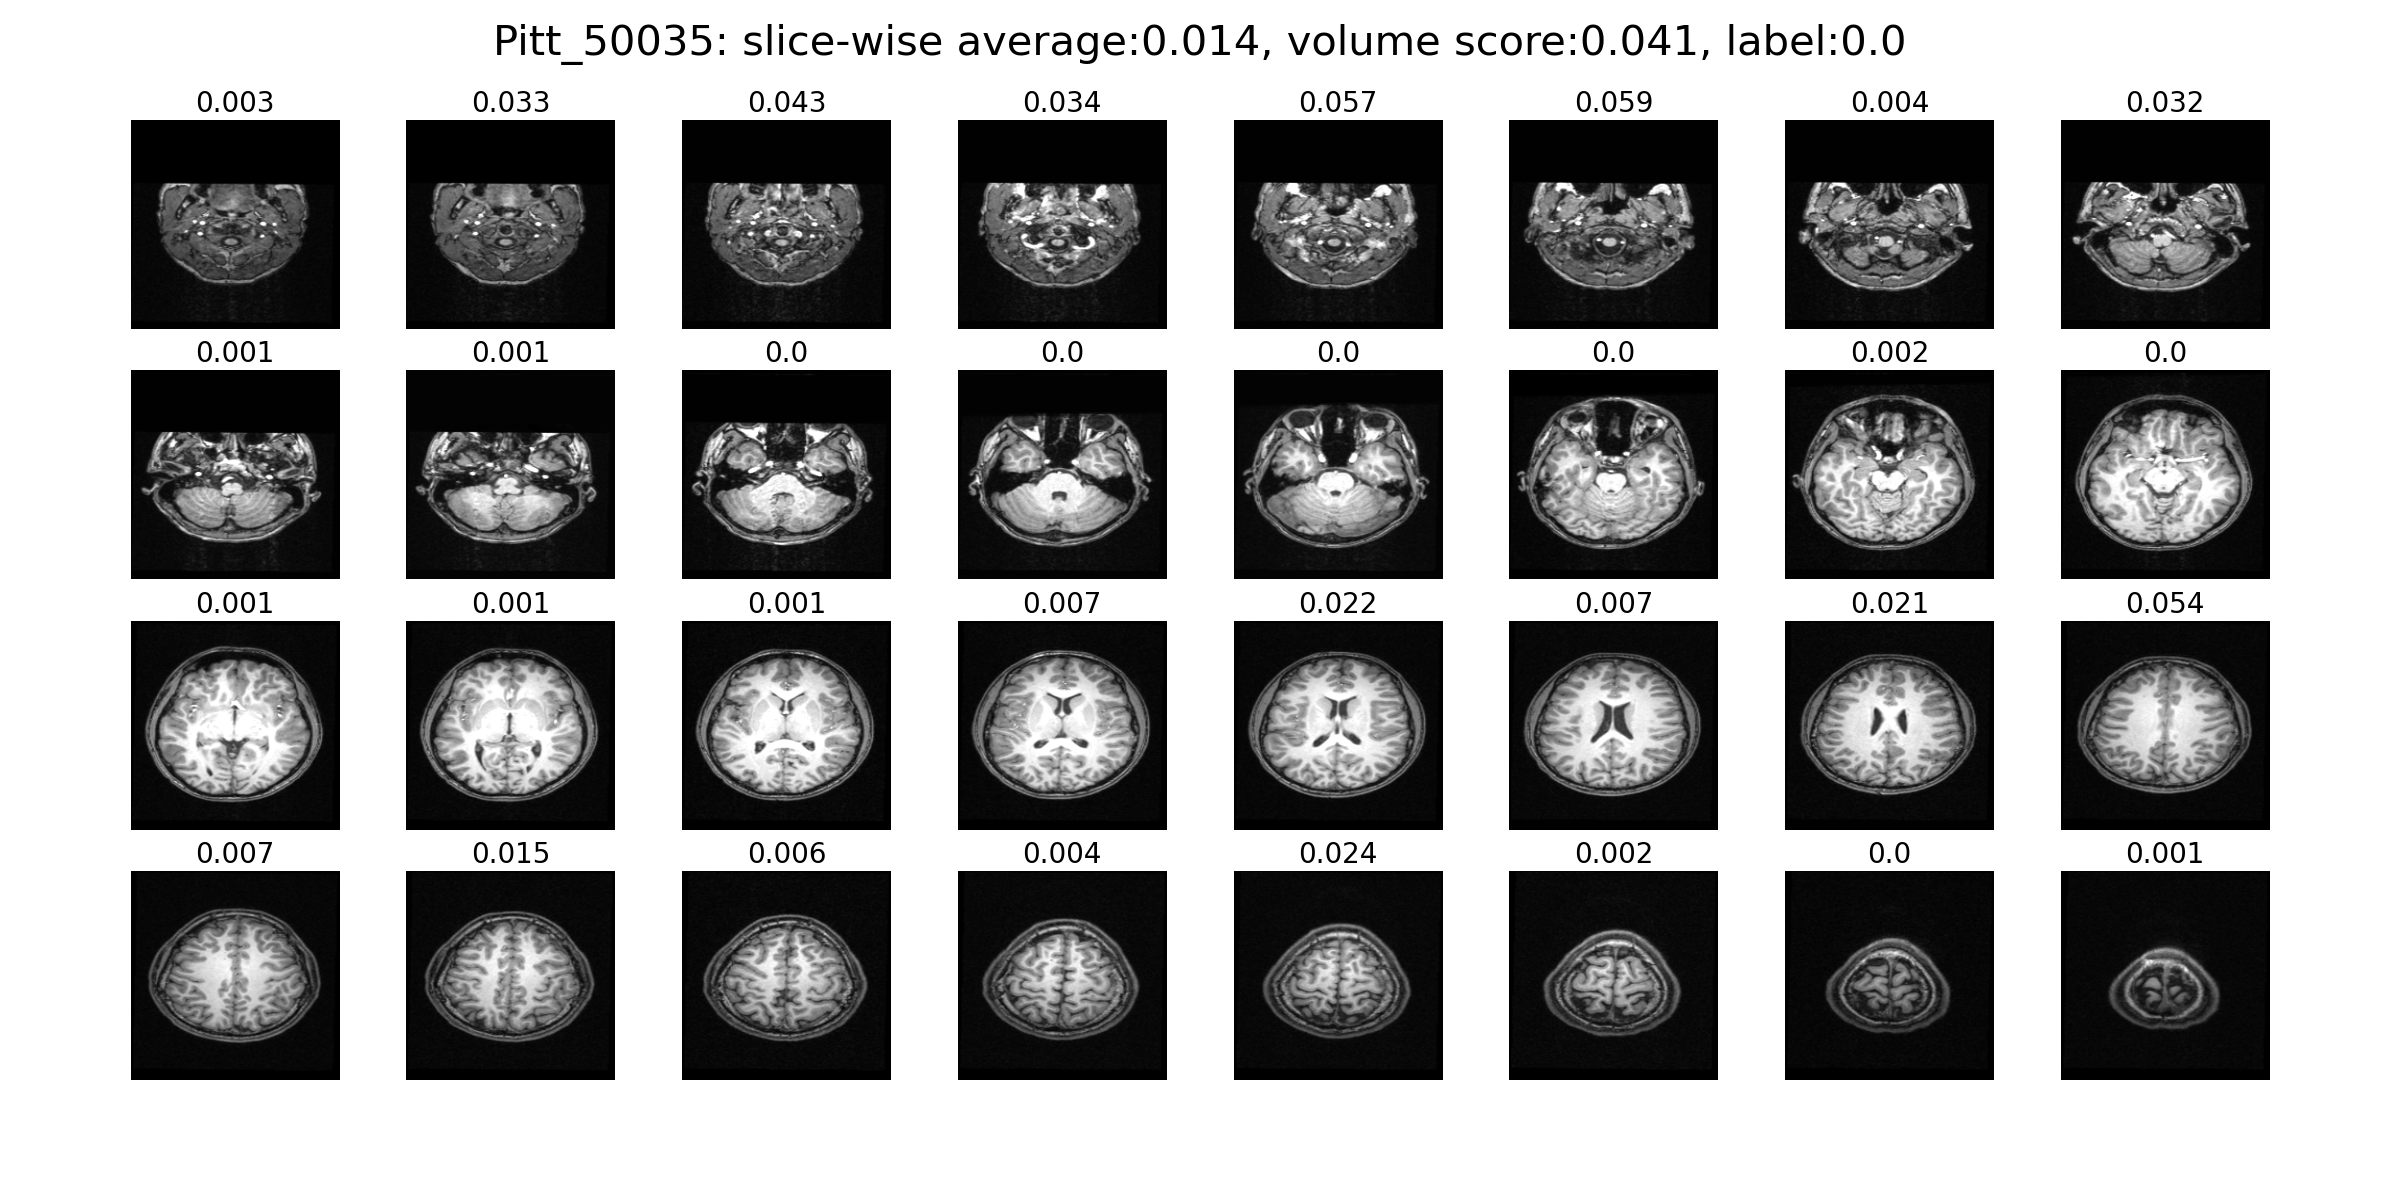 Pitt_50035: slice-wise average:0.014, volume score:0.041, label:0.0
0.003 0.033 0.043 0.034 0.057 0.059 0.004 0.032
0.001 0.001 0.0 0.0 0.0 0.0 0.002 0.0
0.001 0.001 0.001 0.007 0.022 0.007 0.021 0.054
0.007 0.015 0.006 0.004 0.024 0.002 0.0 0.001